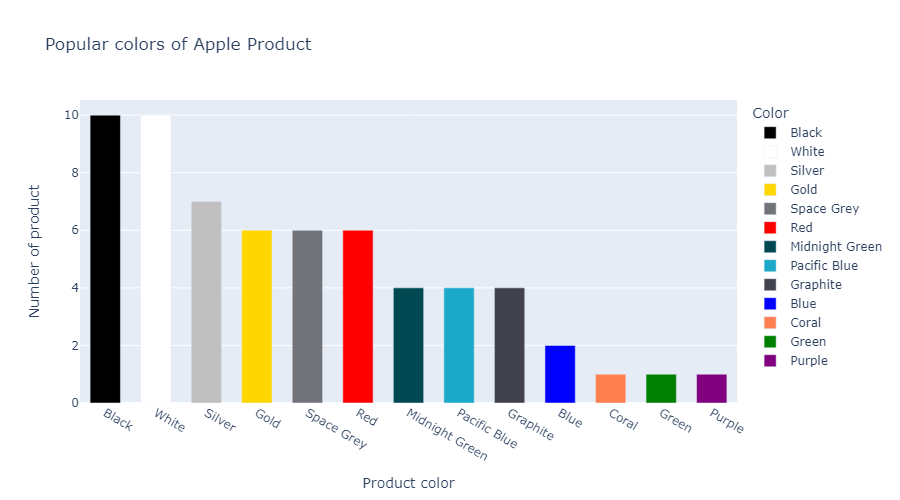 Popular colors of Apple Product
Number of product
10
8
6
4
2
0
Black
White
Silver
Gold
Space Grey
Red
Midnight Green
Pacific Blue
Graphite
Blue
Coral
Green
Purple
Product color
Color
Black
White
Silver
Gold
Space Grey
Red
Midnight Green
Pacific Blue
Graphite
Blue
Coral
Green
Purple